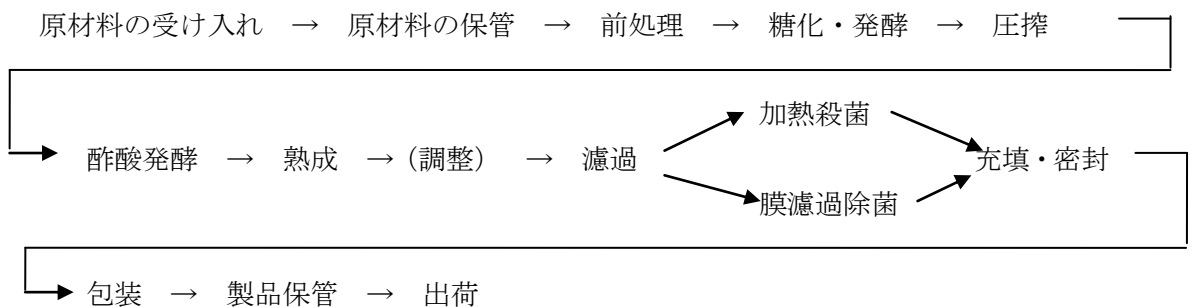 原材料の受け入れ → 原材料の保管 → 前処理 → 糖化・発酵 → 圧搾
加熱殺菌
酢酸発酵 → 熟成 →（調整） → 濾過 充填・密封
膜濾過除菌
包装 → 製品保管 → 出荷